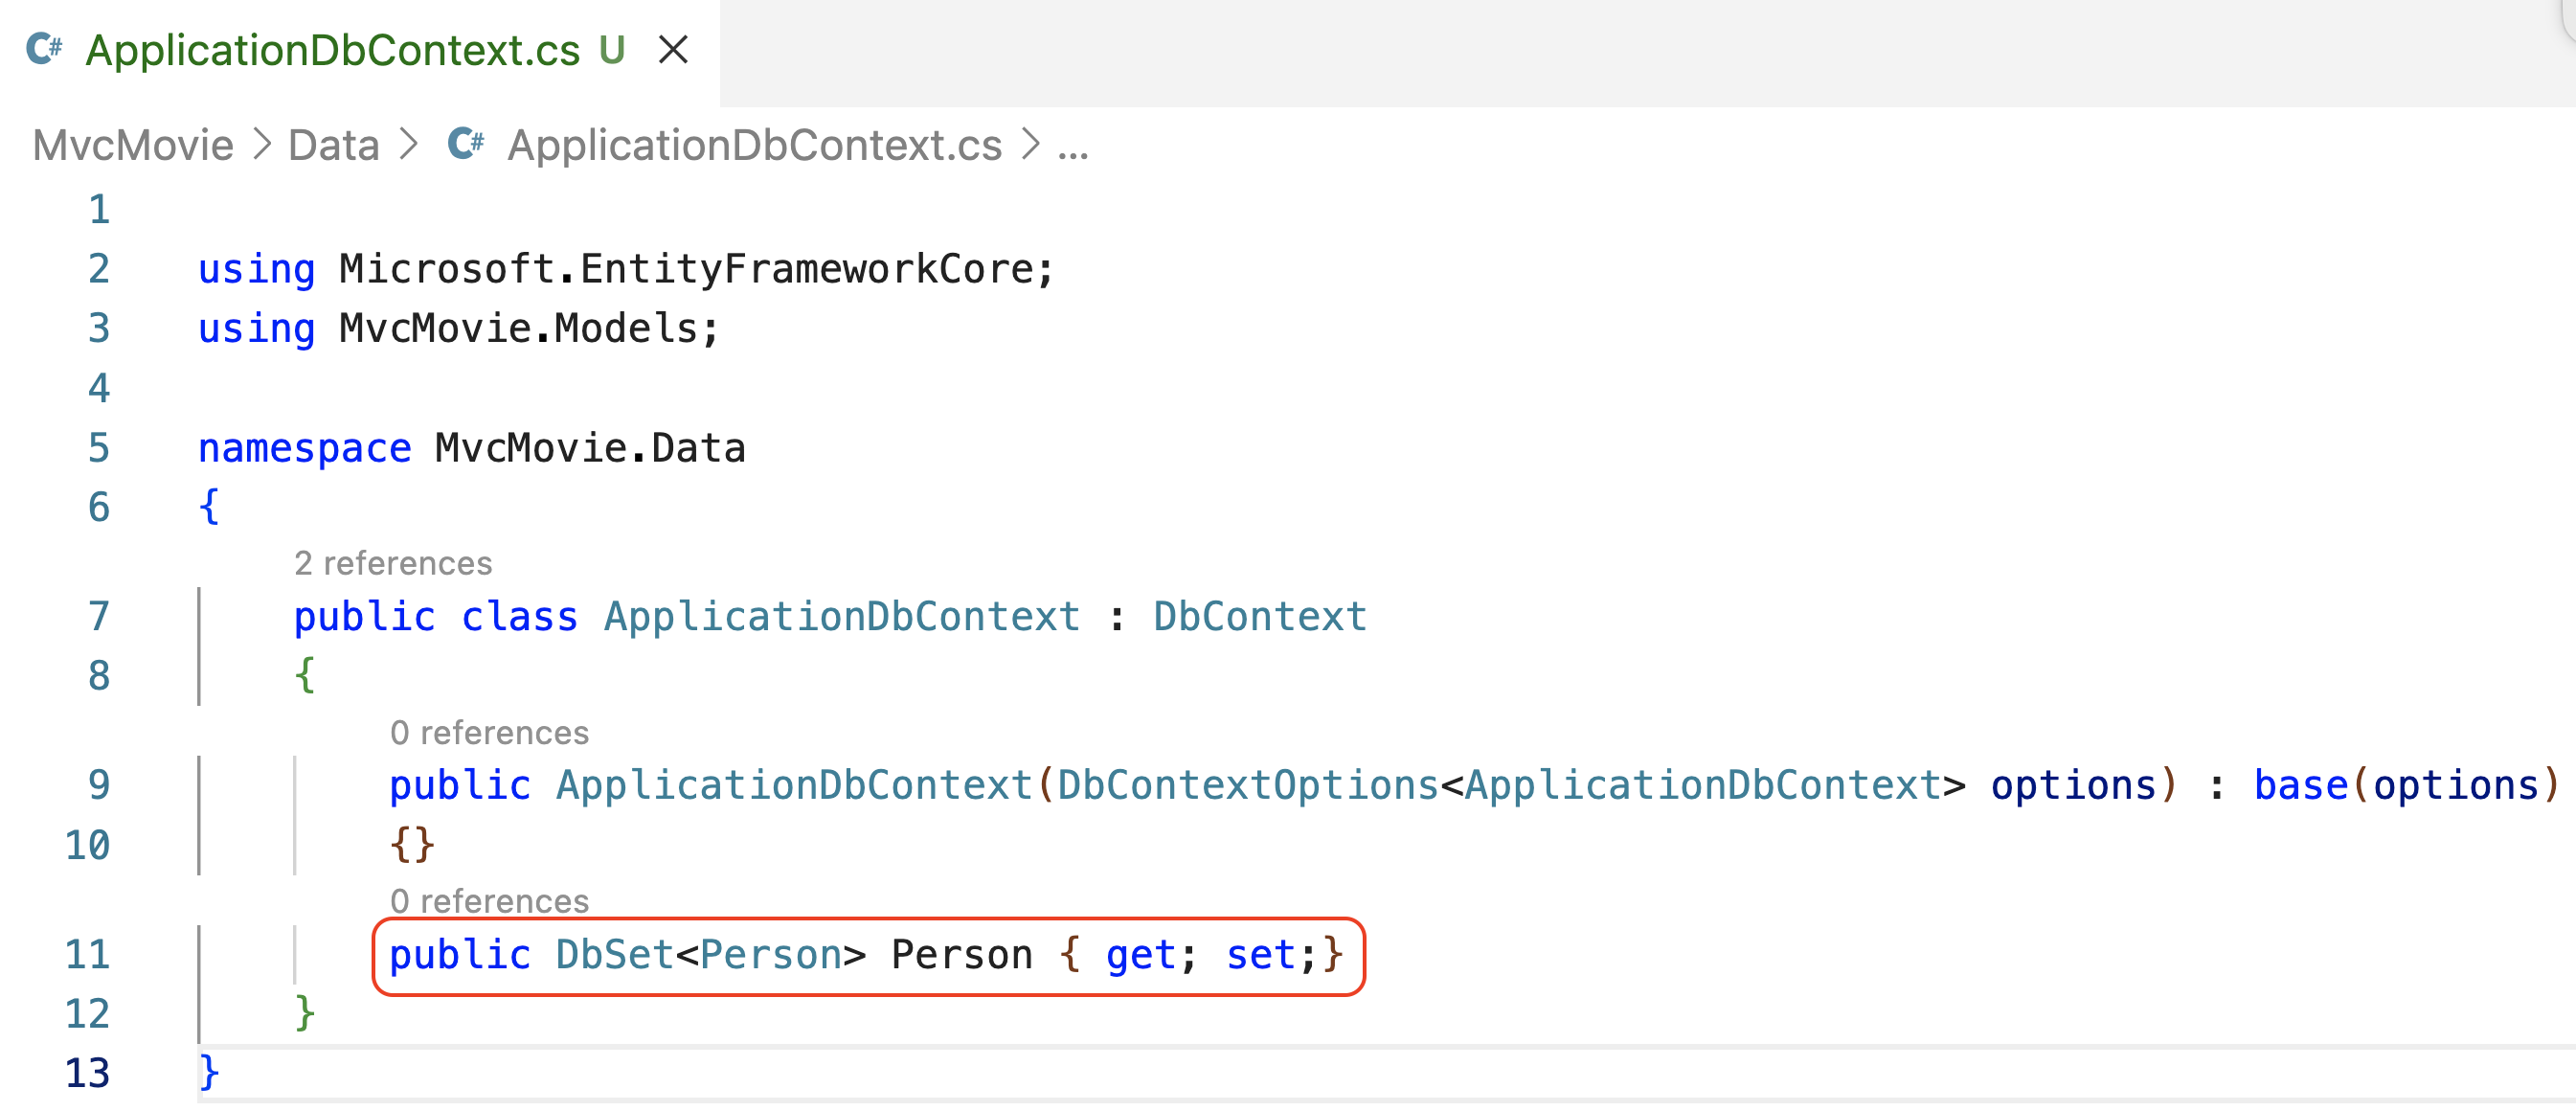 C# ApplicationDbContext.cs U
MvcMovie > Data > C# ApplicationDbContext.cs > ...
1
2 using Microsoft.EntityFrameworkCore;
3 using MvcMovie.Models;
4
5 namespace MvcMovie.Data
6 {
2 references
7 public class ApplicationDbContext : DbContext
8 {
0 references
9 public ApplicationDbContext(DbContextOptions<ApplicationDbContext> options) : base(options)
10 {}
0 references
11 public DbSet<Person> Person { get; set;}
12 }
13 }